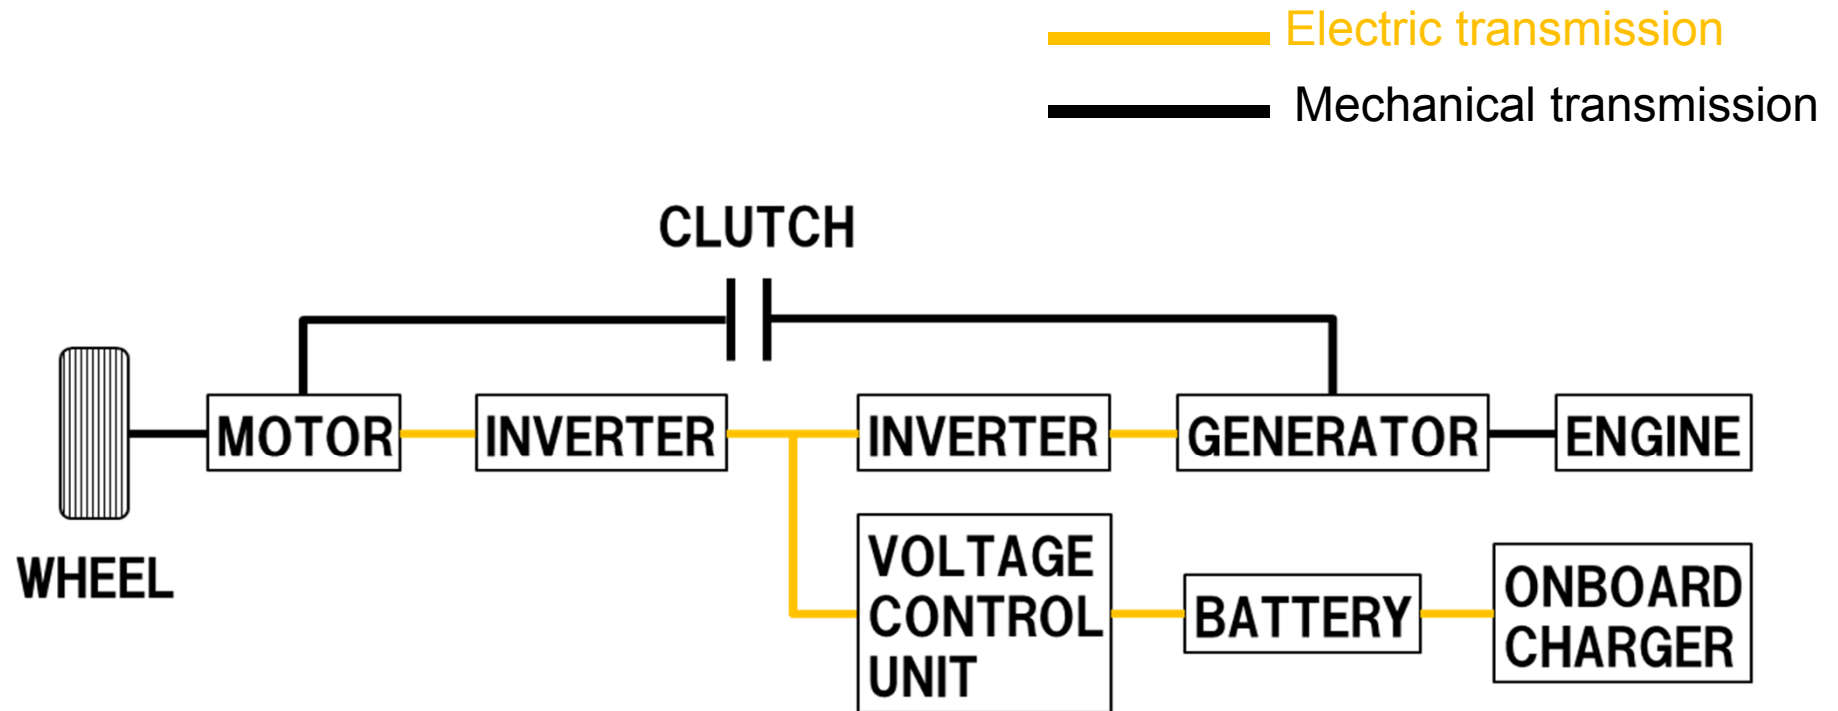 Electric transmission
Mechanical transmission
CLUTCH
MOTOR
INVERTER
INVERTER
GENERATOR
ENGINE
WHEEL
VOLTAGE
CONTROL
UNIT
BATTERY
ONBOARD
CHARGER